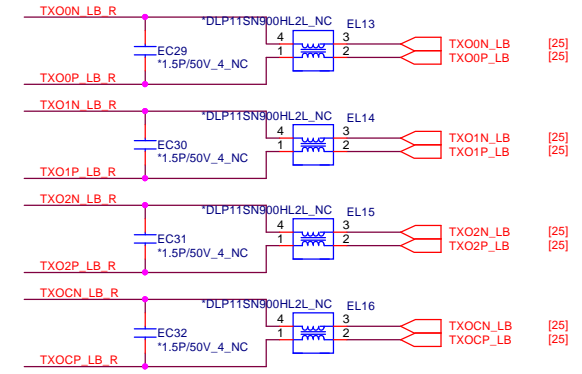 TXO0N_LB_R
*DLP11SN900HL2L_NC EL13
4 3 TXO0N_LB [25]
1 2 TXO0P_LB [25]
EC29
*1.5P/50V_4_NC
TXO0P_LB_R
TXO1N_LB_R
*DLP11SN900HL2L_NC EL14
4 3 TXO1N_LB [25]
1 2 TXO1P_LB [25]
EC30
*1.5P/50V_4_NC
TXO1P_LB_R
TXO2N_LB_R
*DLP11SN900HL2L_NC EL15
4 3 TXO2N_LB [25]
1 2 TXO2P_LB [25]
EC31
*1.5P/50V_4_NC
TXO2P_LB_R
TXOCN_LB_R
*DLP11SN900HL2L_NC EL16
4 3 TXOCN_LB [25]
1 2 TXOCP_LB [25]
EC32
*1.5P/50V_4_NC
TXOCP_LB_R